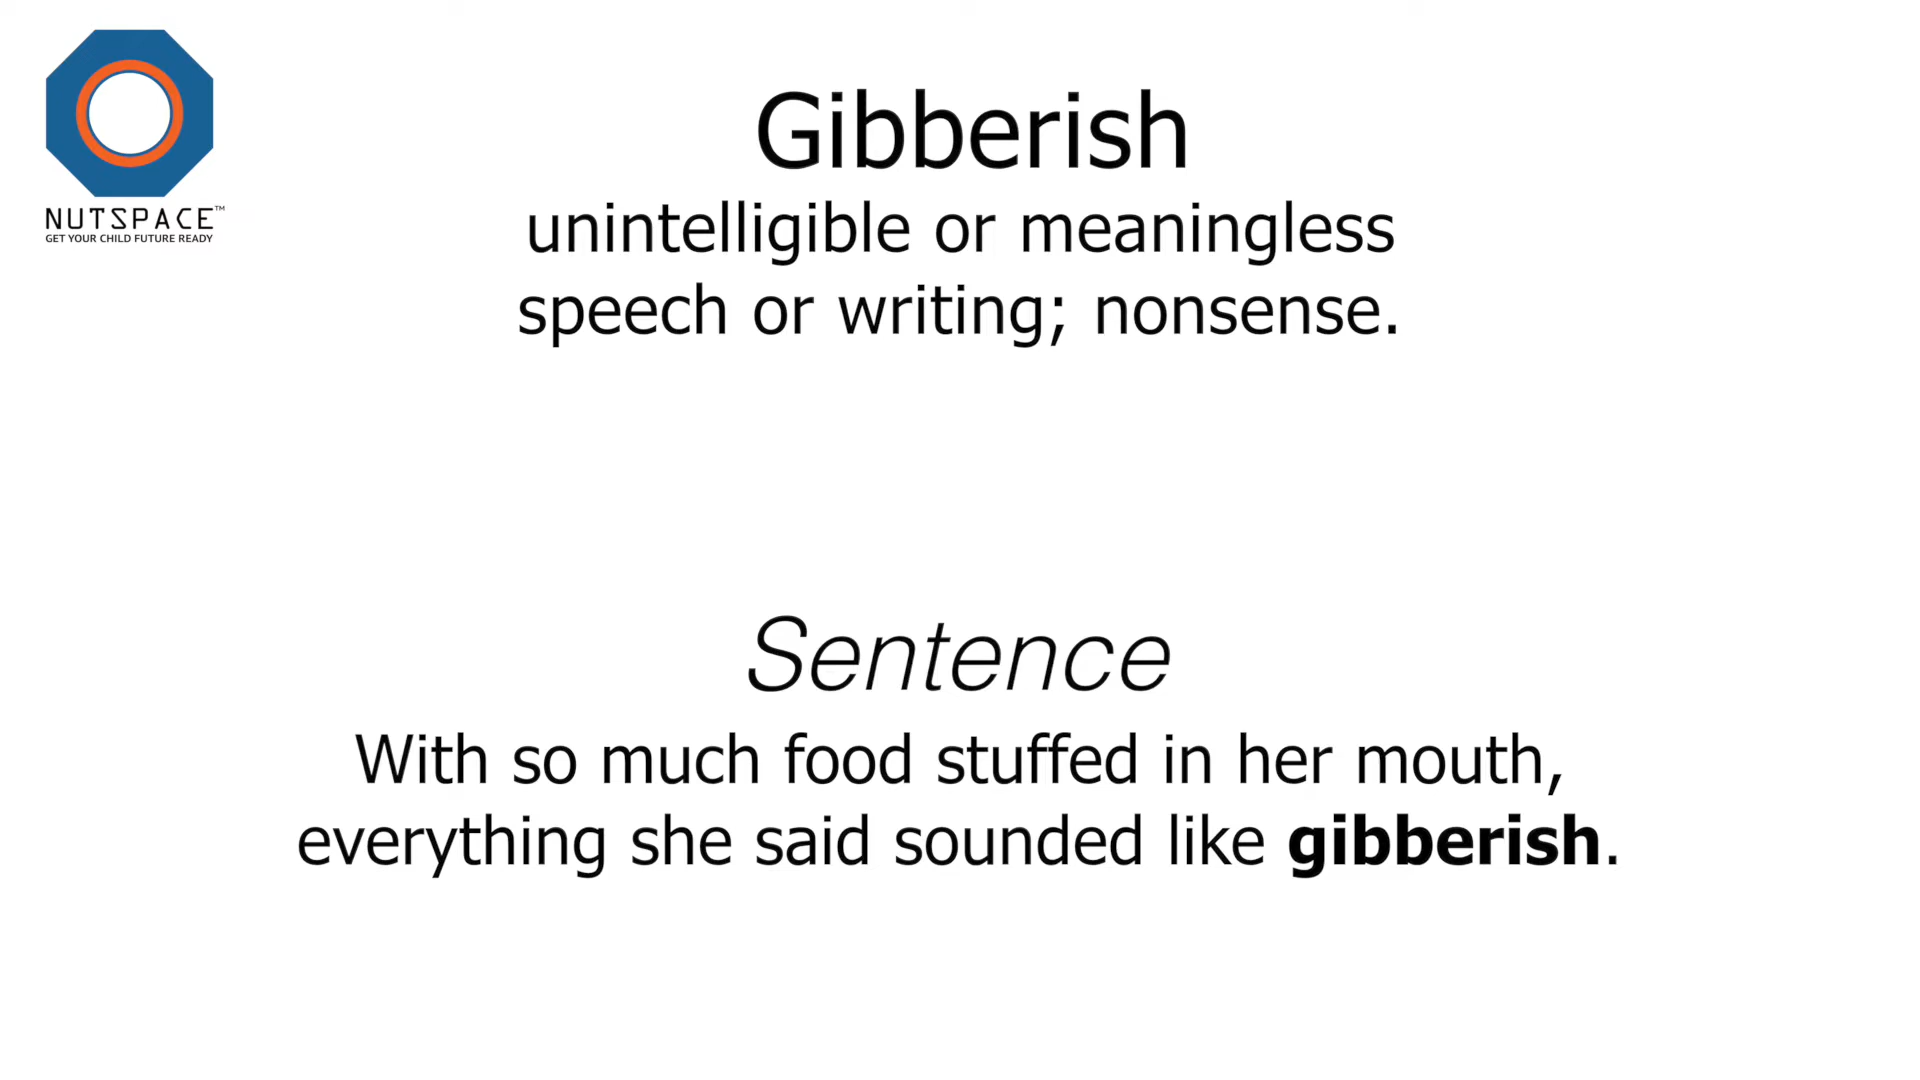 NUTSPACE™
GET YOUR CHILD FUTURE READY
Gibberish
unintelligible or meaningless
speech or writing; nonsense.
Sentence
With so much food stuffed in her mouth,
everything she said sounded like gibberish.